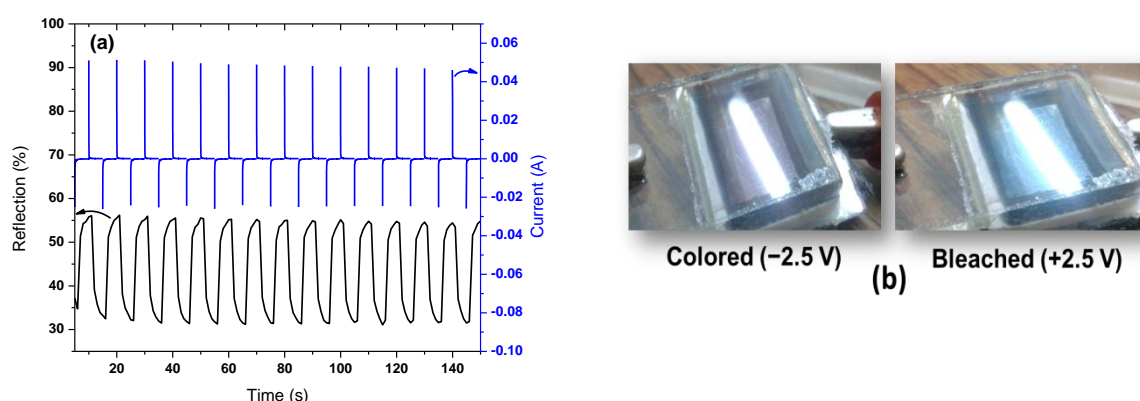 (a)
Reflection (%)
100
90
80
70
60
50
40
30
20 40 60 80 100 120 140
Time (s)
0.06
0.04
0.02
0.00
-0.02
-0.04
-0.06
-0.08
-0.10
Current (A)
Colored (−2.5 V)
Bleached (+2.5 V)
(b)